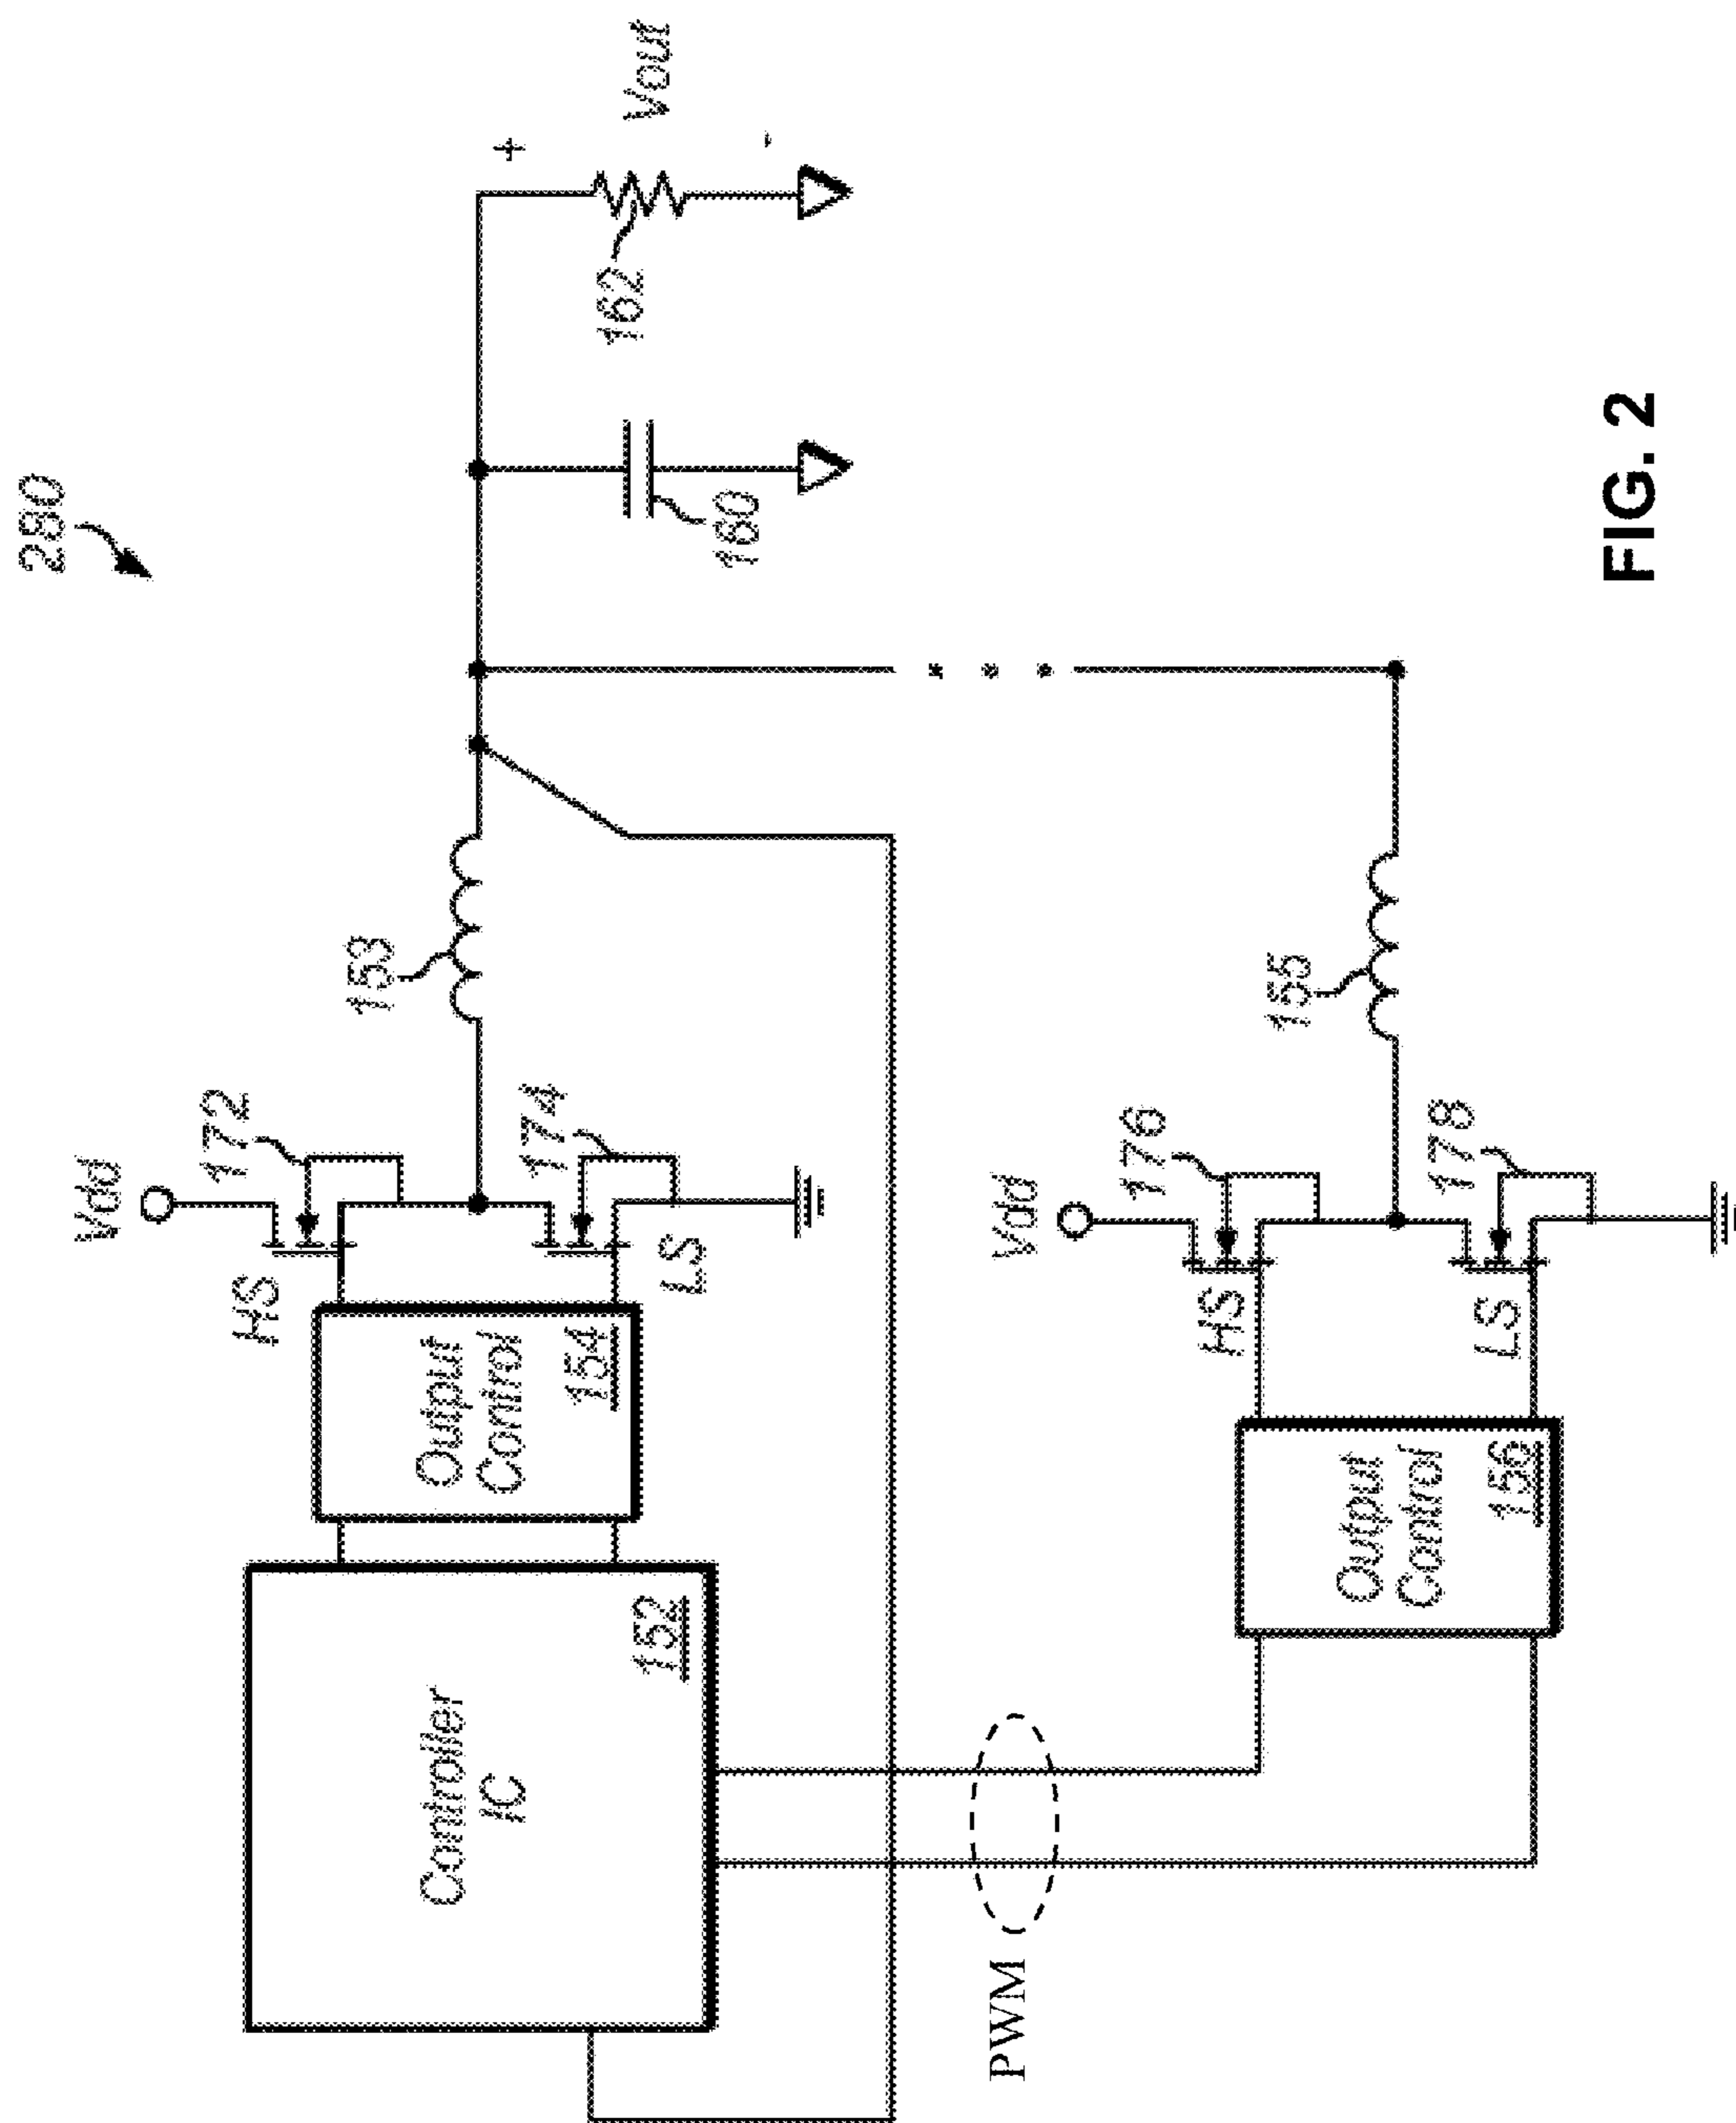 280
Vdd
HS
172
174
LS
153
Controller
IC
152
Output
Control
154
160
162
+
Vout
-
PWM
Output
Control
156
Vdd
HS
176
LS
178
155
FIG. 2